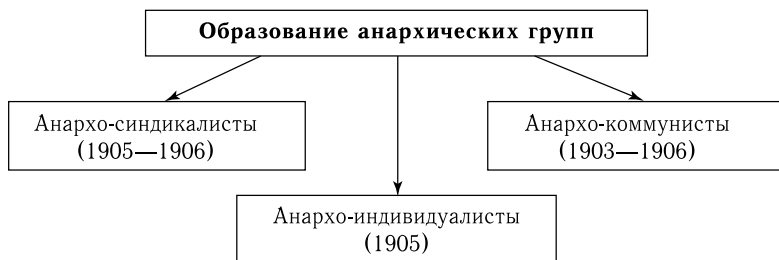 Образование анархических групп
Анархо-синдикалисты
(1905—1906)
Анархо-коммунисты
(1903—1906)
Анархо-индивидуалисты
(1905)